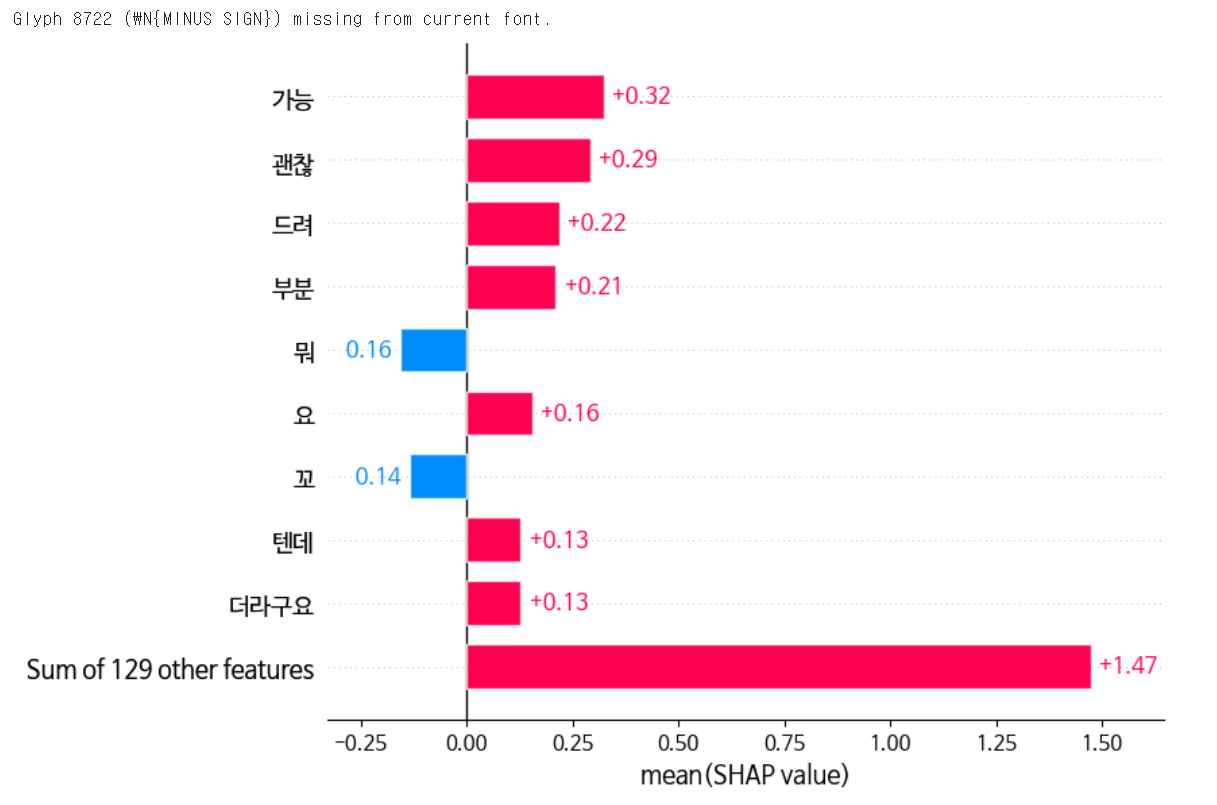 Glyph 8722 (₩N{MINUS SIGN}) missing from current font.
가능 +0.32
괜찮 +0.29
드려 +0.22
부분 +0.21
뭐 0.16
요 +0.16
꼬 0.14
텐데 +0.13
더라구요 +0.13
Sum of 129 other features +1.47
−0.25 0.00 0.25 0.50 0.75 1.00 1.25 1.50
mean(SHAP value)